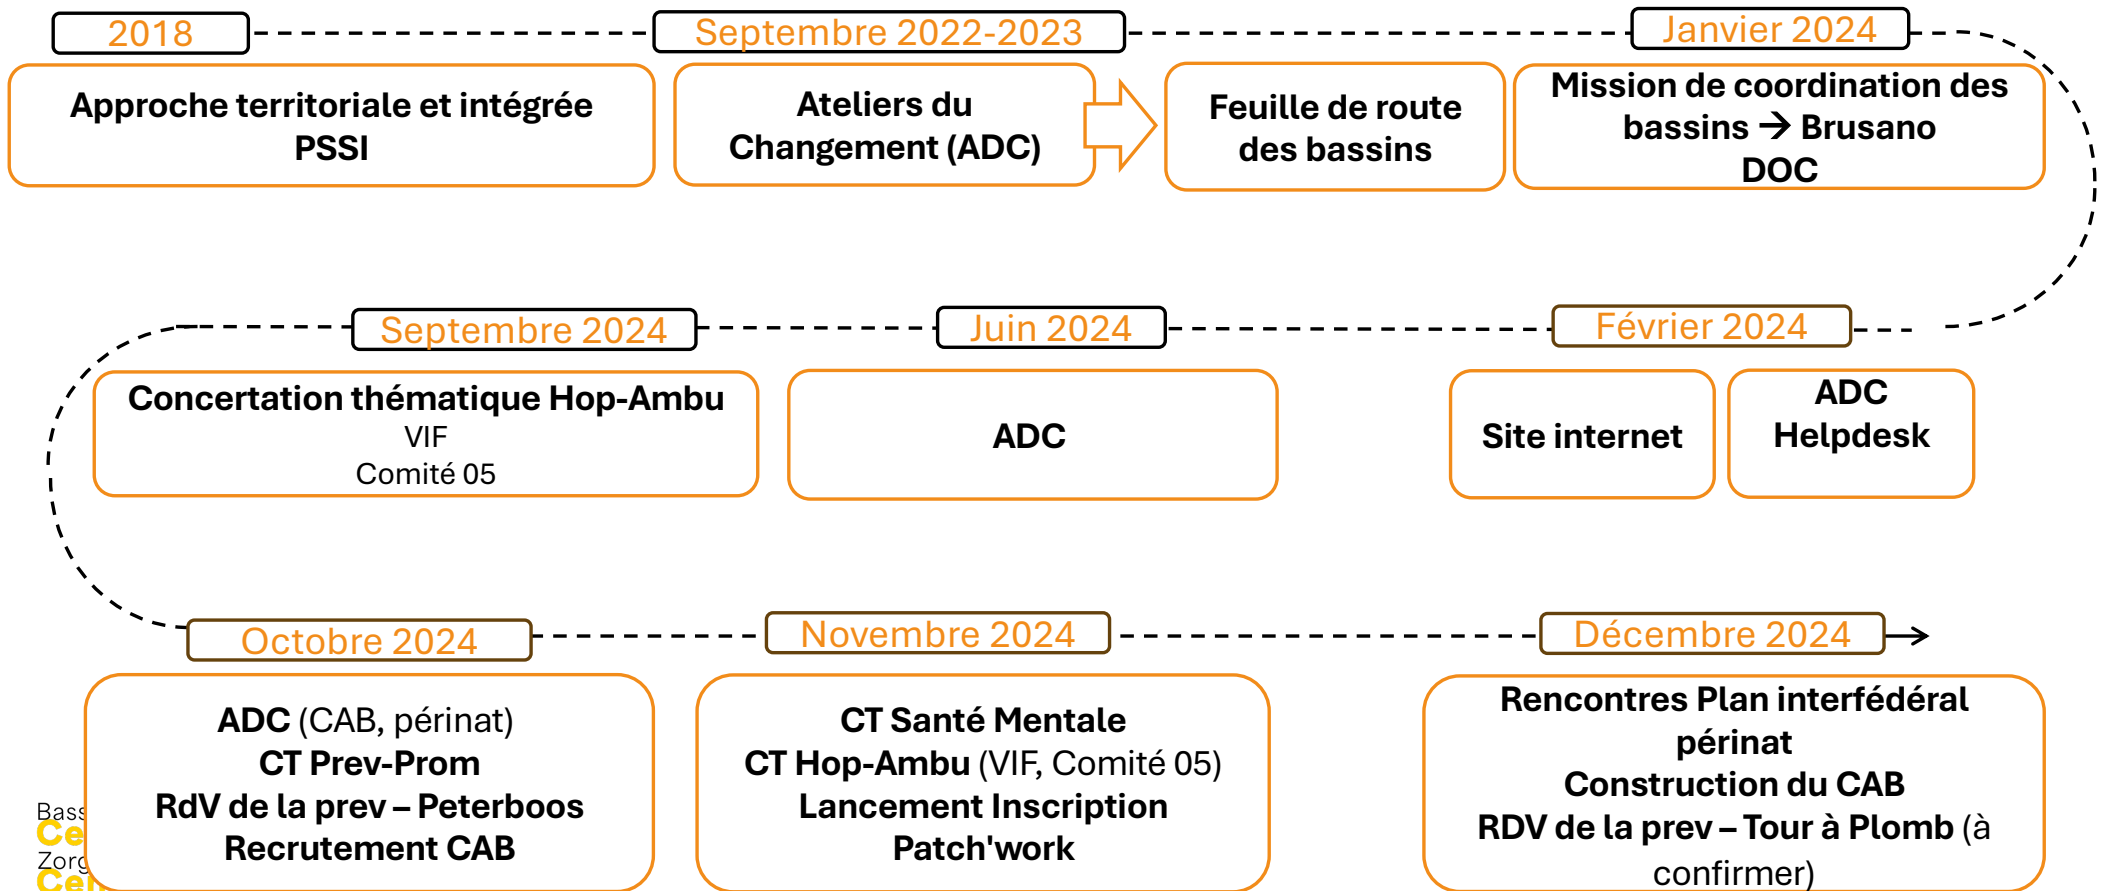 2018
Septembre 2022-2023
Janvier 2024
Approche territoriale et intégrée
PSSI
Ateliers du
Changement (ADC)
Feuille de route
des bassins
Mission de coordination des
bassins → Brusano
DOC
Septembre 2024
Juin 2024
Février 2024
Concertation thématique Hop-Ambu
VIF
Comité 05
ADC
Site internet
ADC
Helpdesk
Octobre 2024
Novembre 2024
Décembre 2024
ADC (CAB, périnat)
CT Prev-Prom
RdV de la prev – Peterboos
Recrutement CAB
CT Santé Mentale
CT Hop-Ambu (VIF, Comité 05)
Lancement Inscription
Patch'work
Rencontres Plan interfédéral
périnat
Construction du CAB
RDV de la prev – Tour à Plomb (à
confirmer)